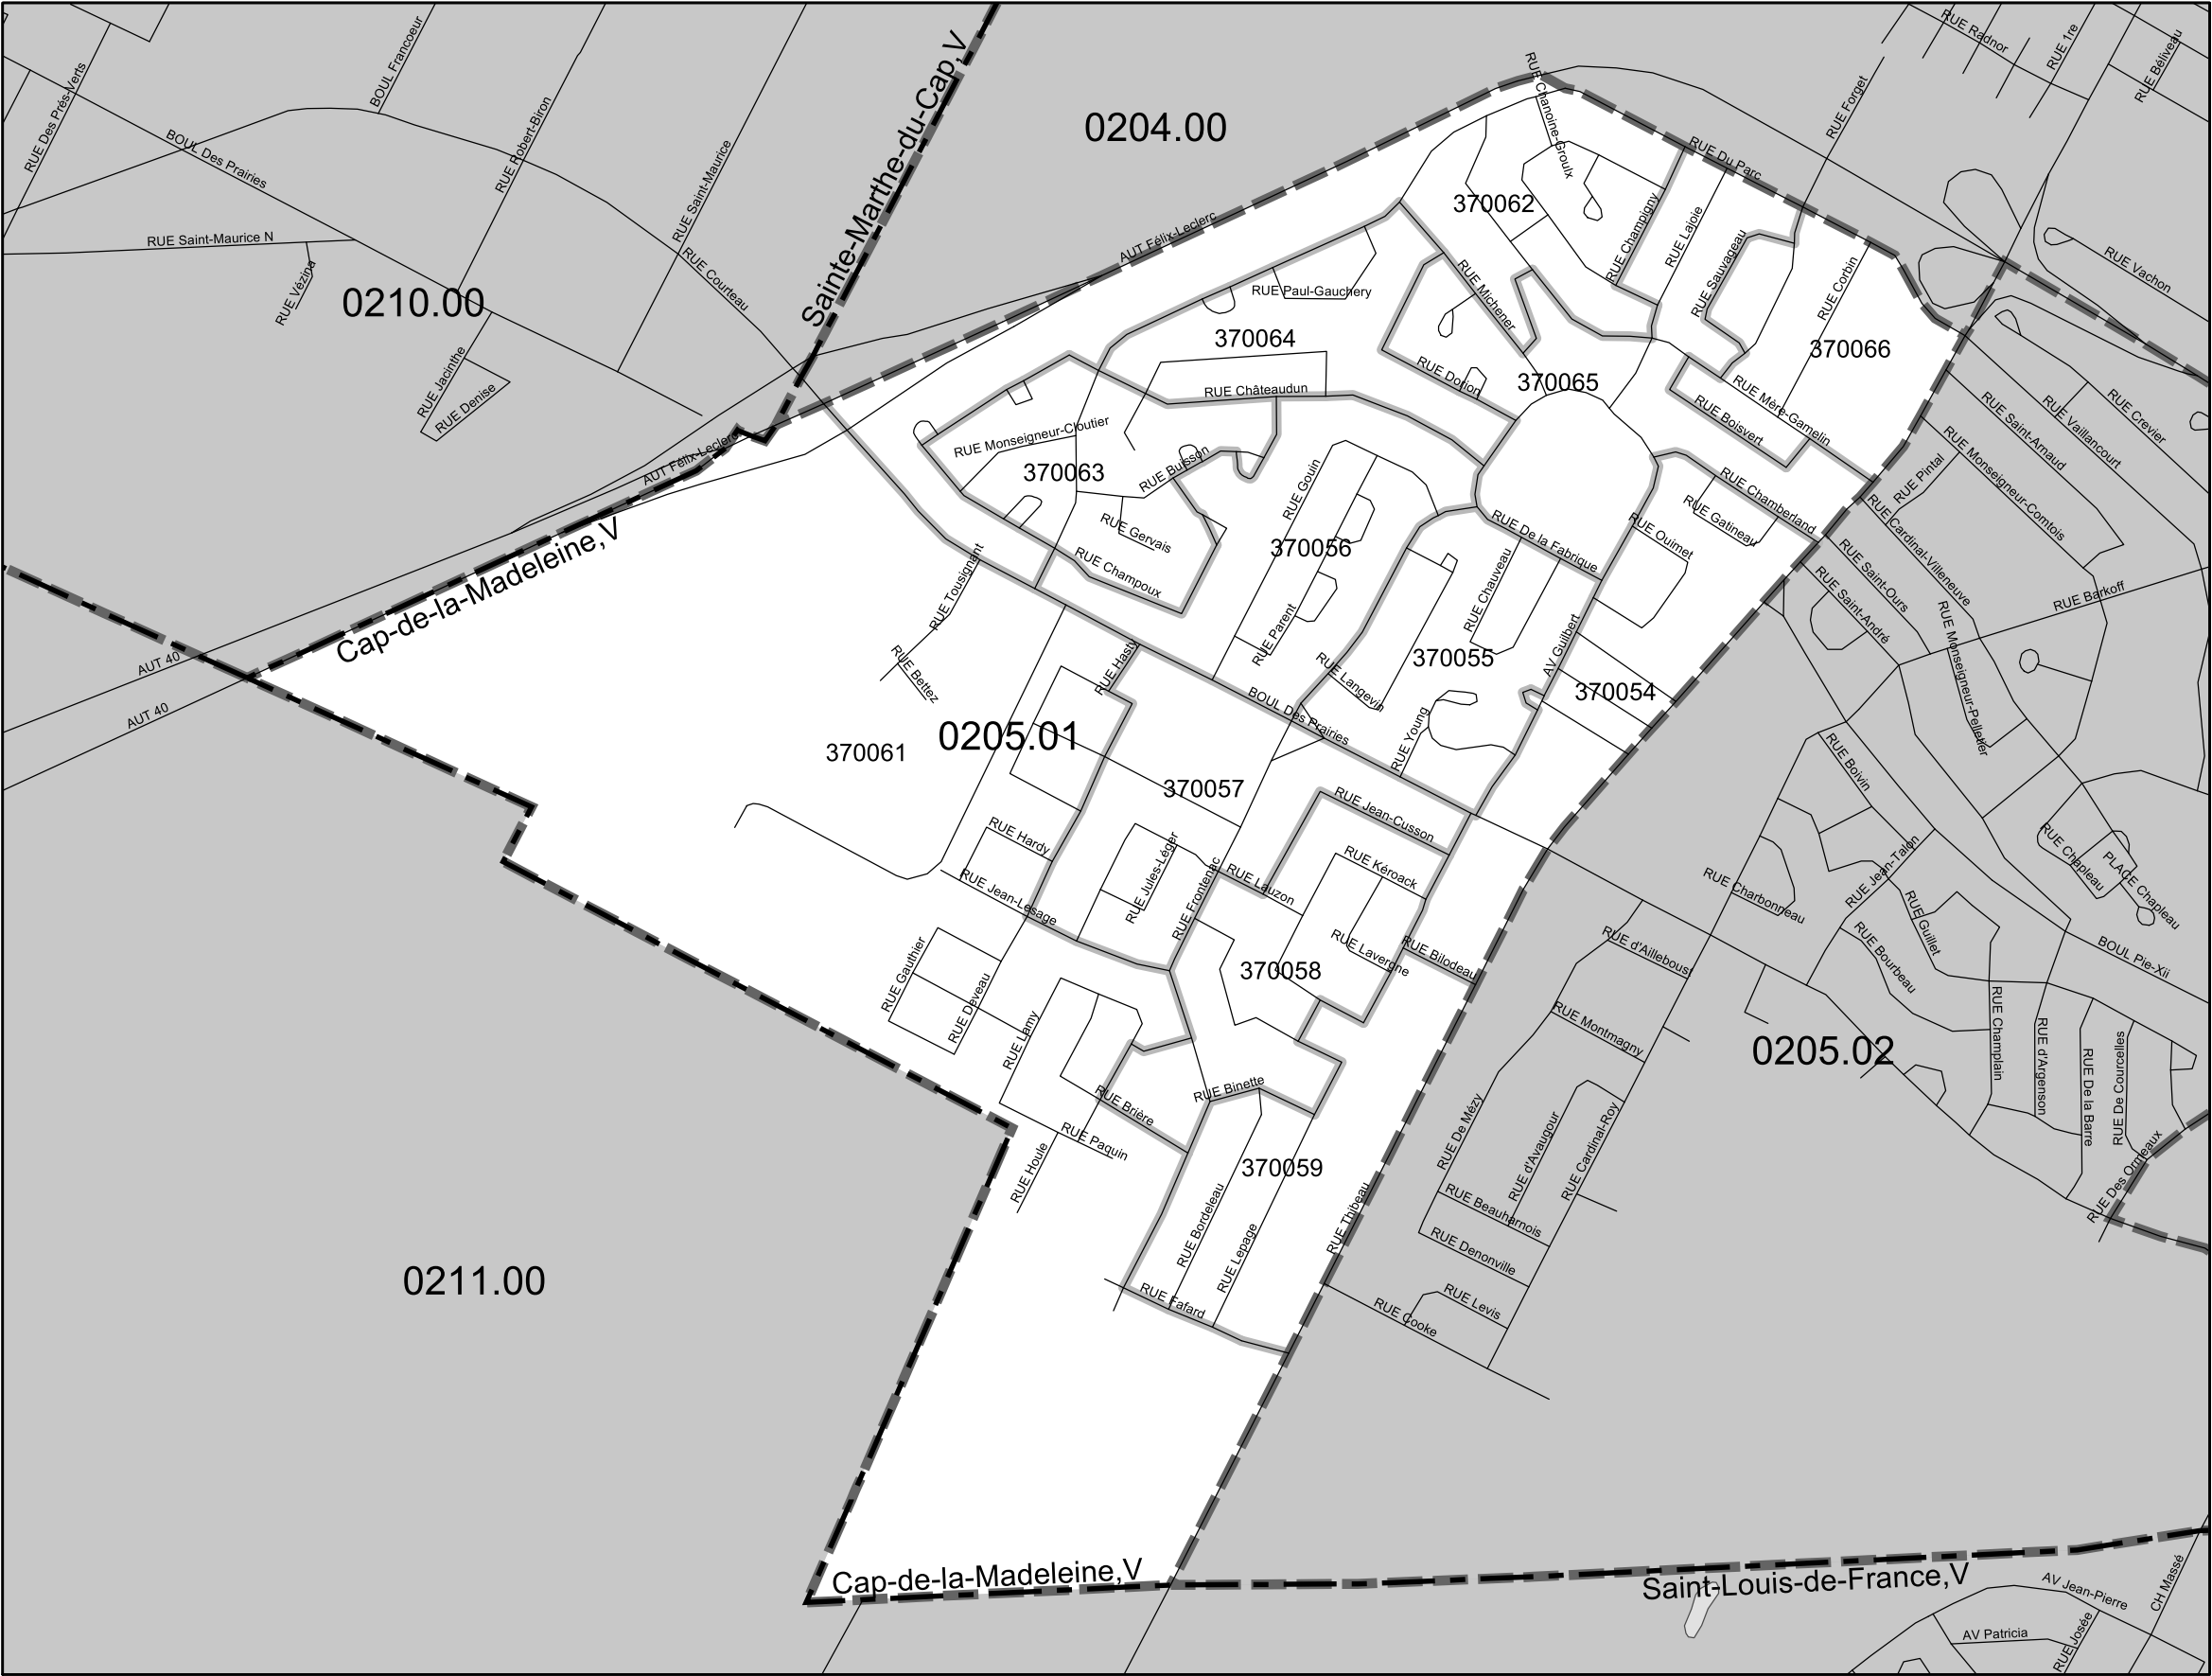 RUE Des Prés-Verts
BOUL Francoeur
BOUL Des Prairies
RUE Robert-Biron
RUE Saint-Maurice
RUE Saint-Maurice N
RUE Vézina
0210.00
RUE Courteau
RUE Jacinthe
RUE Denise
Sainte-Marthe-du-Cap,V
0204.00
AUT Félix-Leclerc
AUT Félix-Leclerc
Cap-de-la-Madeleine,V
AUT 40
AUT 40
RUE Radnor
RUE 1re
RUE Béliveau
RUE Forget
RUE Chanoine-Groulx
RUE Du Parc
370062
RUE Champigny
RUE Lajoie
RUE Sauvageau
RUE Corbin
370066
RUE Vachon
RUE Michener
RUE Paul-Gauchery
370064
RUE Châteaudun
RUE Dorion
370065
RUE Mère-Gamelin
RUE Boisvert
RUE Crevier
RUE Vaillancourt
RUE Saint-Arnaud
RUE Monseigneur-Comtois
RUE Pintal
RUE Cardinal-Villeneuve
RUE Monseigneur-Cloutier
370063
RUE Buisson
RUE Gervais
RUE Champoux
RUE Gouin
370056
RUE Parent
RUE De la Fabrique
RUE Chauveau
RUE Chamberland
RUE Gatineau
RUE Ouimet
RUE Saint-Ours
RUE Saint-André
RUE Barkoff
RUE Monseigneur-Pelletier
RUE Tousignant
RUE Bettez
RUE Hasty
370055
RUE Langevin
AV Guilbert
370054
RUE Young
BOUL Des Prairies
0205.01
370061
370057
RUE Boivin
RUE Jean-Talon
RUE Chapleau
PLACE Chapleau
RUE Jean-Cusson
RUE Kéroack
RUE Hardy
RUE Jean-Lesage
RUE Jules-Léger
RUE Frontenac
RUE Lauzon
RUE Lavergne
RUE Bilodeau
370058
RUE Charbonneau
RUE d'Ailleboust
RUE Guillet
RUE Bourbeau
BOUL Pie-Xii
RUE Gauthier
RUE Deveau
RUE Lamy
RUE Montmagny
0205.02
RUE Champlain
RUE d'Argenson
RUE De la Barre
RUE De Courcelles
RUE Brière
RUE Binette
RUE Paquin
RUE Houle
370059
RUE De Mézy
RUE d'Avaugour
RUE Cardinal-Roy
RUE Des Ormeaux
RUE Bordeleau
RUE Lepage
RUE Thibeau
RUE Beauharnois
RUE Denonville
RUE Levis
RUE Cooke
RUE Fafard
0211.00
Cap-de-la-Madeleine,V
Saint-Louis-de-France,V
AV Jean-Pierre
CH Massé
AV Patricia
RUE Josée